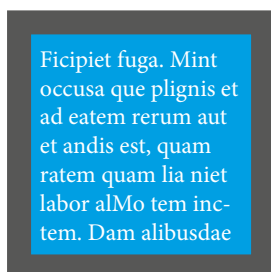 Ficipiet fuga. Mint
occusa que plignis et
ad eatem rerum aut
et andis est, quam
ratem quam lia niet
labor alMo tem inc-
tem. Dam alibusdae